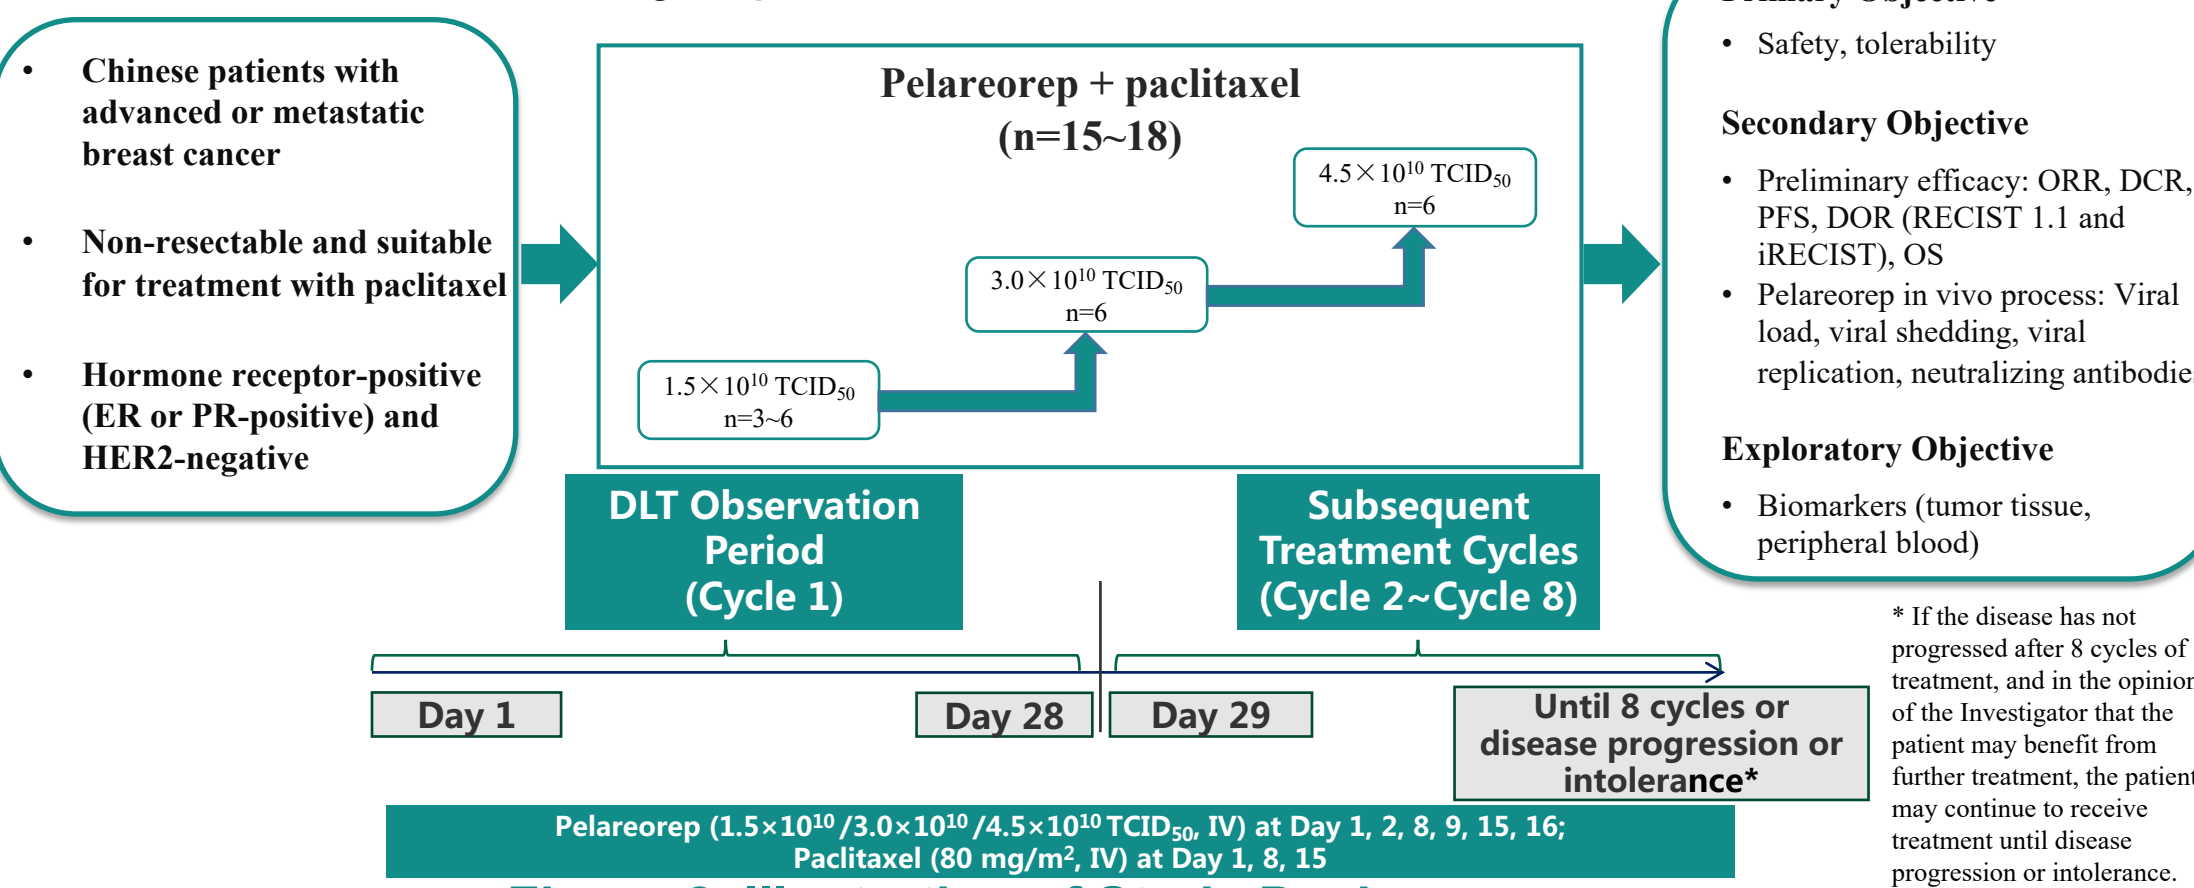 • Chinese patients with
advanced or metastatic
breast cancer
• Non-resectable and suitable
for treatment with paclitaxel
• Hormone receptor-positive
(ER or PR-positive) and
HER2-negative
Pelareorep + paclitaxel
(n=15~18)
4.5×10¹⁰ TCID₅₀
n=6
3.0×10¹⁰ TCID₅₀
n=6
1.5×10¹⁰ TCID₅₀
n=3~6
Primary Objective
• Safety, tolerability
Secondary Objective
• Preliminary efficacy: ORR, DCR,
PFS, DOR (RECIST 1.1 and
iRECIST), OS
• Pelareorep in vivo process: Viral
load, viral shedding, viral
replication, neutralizing antibodies
Exploratory Objective
• Biomarkers (tumor tissue,
peripheral blood)
DLT Observation
Period
(Cycle 1)
Subsequent
Treatment Cycles
(Cycle 2~Cycle 8)
Day 1
Day 28
Day 29
Until 8 cycles or
disease progression or
intolerance*
* If the disease has not
progressed after 8 cycles of
treatment, and in the opinion
of the Investigator that the
patient may benefit from
further treatment, the patient
may continue to receive
treatment until disease
progression or intolerance.
Pelareorep (1.5×10¹⁰ /3.0×10¹⁰ /4.5×10¹⁰ TCID₅₀, IV) at Day 1, 2, 8, 9, 15, 16;
Paclitaxel (80 mg/m², IV) at Day 1, 8, 15